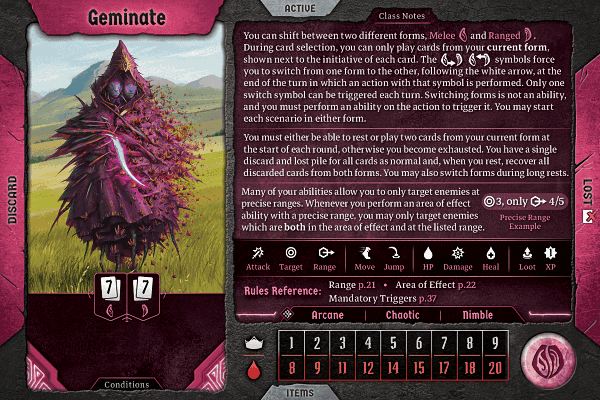 Geminate
ACTIVE
Class Notes
You can shift between two different forms, Melee and Ranged.
During card selection, you can only play cards from your current form,
shown next to the initiative of each card. The symbols force
you to switch from one form to the other, following the white arrow, at the
end of the turn in which an action with that symbol is performed. Only one
switch symbol can be triggered each turn. Switching forms is not an ability,
and you must perform an ability on the action to trigger it. You may start
each scenario in either form.
You must either be able to rest or play two cards from your current form at
the start of each round, otherwise you become exhausted. You have a single
discard and lost pile for all cards as normal and, when you rest, recover all
discarded cards from both forms. You may also switch forms during long rests.
Many of your abilities allow you to only target enemies at
precise ranges. Whenever you perform an area of effect
ability with a precise range, you may only target enemies
which are both in the area of effect and at the listed range.
3, only 4/5
Precise Range
Example
Attack Target Range Move Jump HP Damage Heal Loot XP
Rules Reference: Range p.21 • Area of Effect p.22
Mandatory Triggers p.37
Arcane | Chaotic | Nimble
7 7
1 2 3 4 5 6 7 8 9
8 9 11 12 14 15 17 18 20
Conditions
ITEMS
DISCARD
LOST